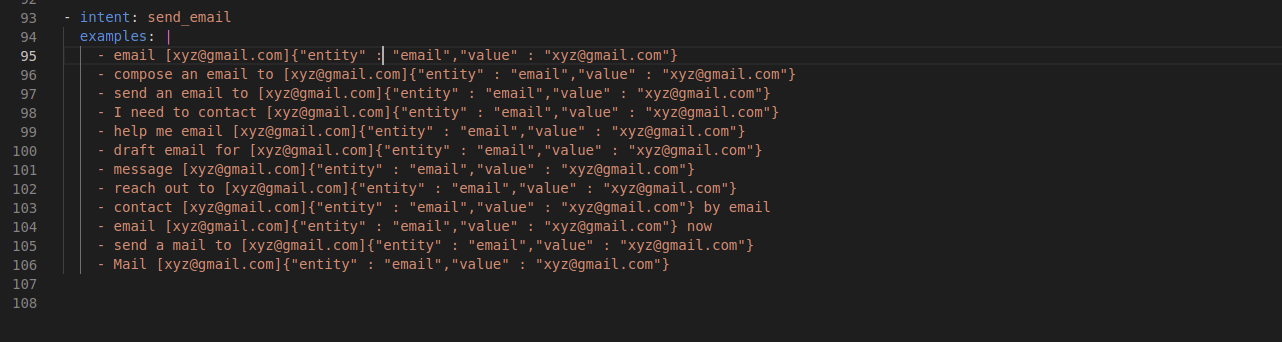 92
93 - intent: send_email
94 examples: |
95 - email [xyz@gmail.com]{"entity" : "email","value" : "xyz@gmail.com"}
96 - compose an email to [xyz@gmail.com]{"entity" : "email","value" : "xyz@gmail.com"}
97 - send an email to [xyz@gmail.com]{"entity" : "email","value" : "xyz@gmail.com"}
98 - I need to contact [xyz@gmail.com]{"entity" : "email","value" : "xyz@gmail.com"}
99 - help me email [xyz@gmail.com]{"entity" : "email","value" : "xyz@gmail.com"}
100 - draft email for [xyz@gmail.com]{"entity" : "email","value" : "xyz@gmail.com"}
101 - message [xyz@gmail.com]{"entity" : "email","value" : "xyz@gmail.com"}
102 - reach out to [xyz@gmail.com]{"entity" : "email","value" : "xyz@gmail.com"}
103 - contact [xyz@gmail.com]{"entity" : "email","value" : "xyz@gmail.com"} by email
104 - email [xyz@gmail.com]{"entity" : "email","value" : "xyz@gmail.com"} now
105 - send a mail to [xyz@gmail.com]{"entity" : "email","value" : "xyz@gmail.com"}
106 - Mail [xyz@gmail.com]{"entity" : "email","value" : "xyz@gmail.com"}
107
108